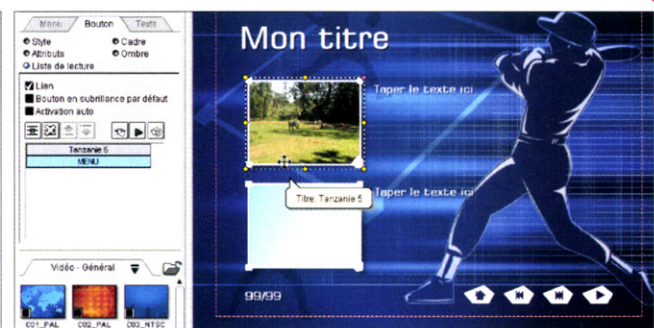 Menu Bouton Texte
Style Cadre
Attributs Ombre
Liste de lecture
Lien
Bouton en surbrillance par défaut
Activation auto
Tanzanie 5
MENU
Vidéo - Général
C01_PAL C02_PAL C03_NTSC
Mon titre
Taper le texte ici
Titre: Tanzanie 5
Taper le texte ici
99/99